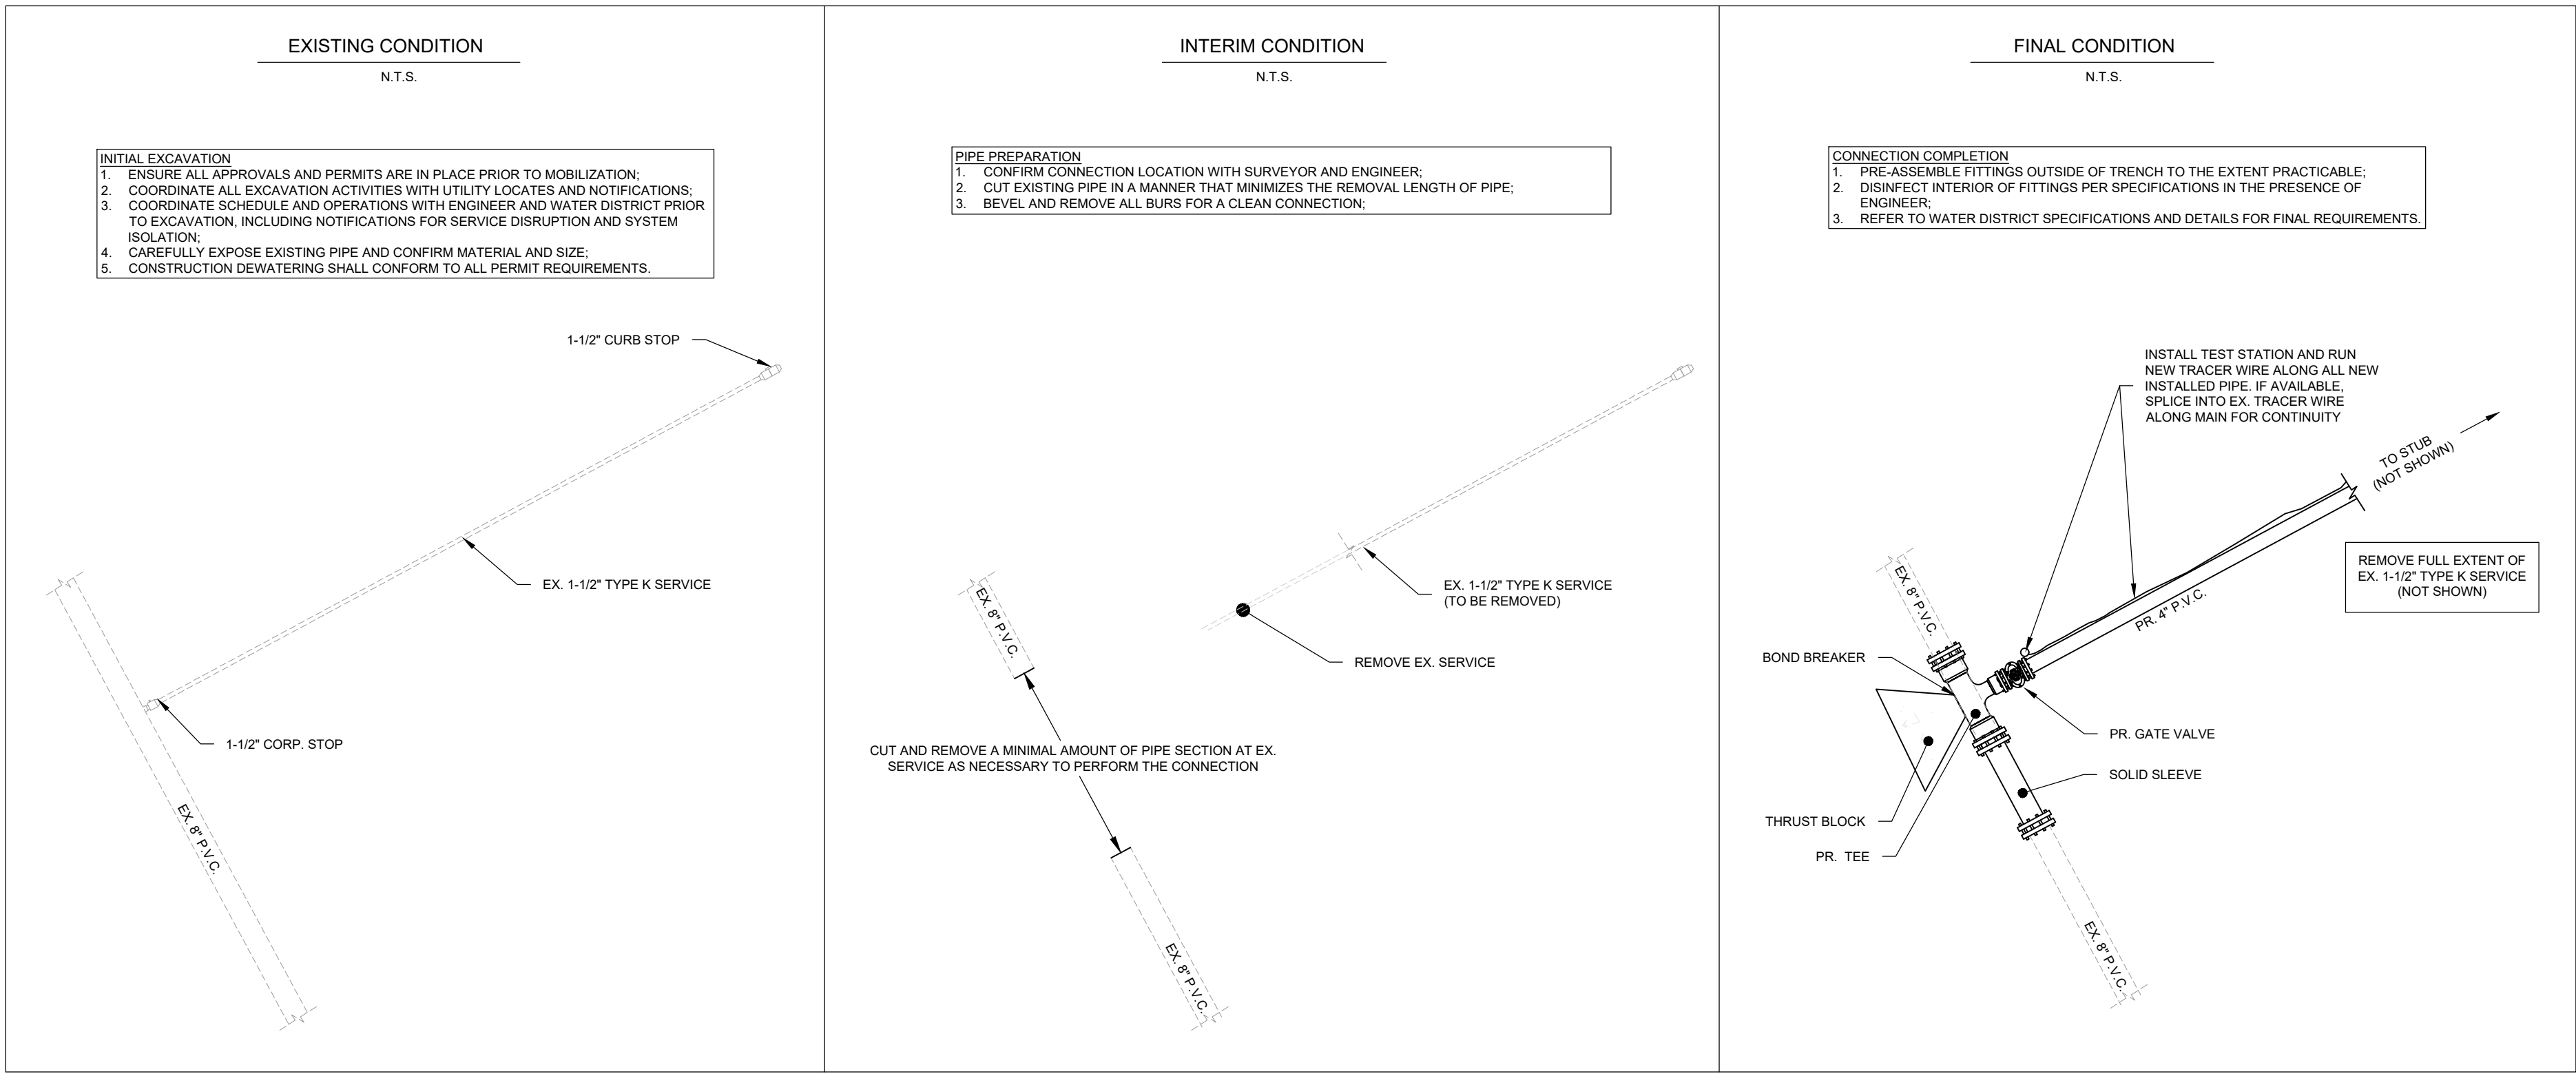 EXISTING CONDITION
N.T.S.
INITIAL EXCAVATION
1. ENSURE ALL APPROVALS AND PERMITS ARE IN PLACE PRIOR TO MOBILIZATION;
2. COORDINATE ALL EXCAVATION ACTIVITIES WITH UTILITY LOCATES AND NOTIFICATIONS;
3. COORDINATE SCHEDULE AND OPERATIONS WITH ENGINEER AND WATER DISTRICT PRIOR
TO EXCAVATION, INCLUDING NOTIFICATIONS FOR SERVICE DISRUPTION AND SYSTEM
ISOLATION;
4. CAREFULLY EXPOSE EXISTING PIPE AND CONFIRM MATERIAL AND SIZE;
5. CONSTRUCTION DEWATERING SHALL CONFORM TO ALL PERMIT REQUIREMENTS.
1-1/2" CURB STOP
EX. 1-1/2" TYPE K SERVICE
1-1/2" CORP. STOP
EX. 8" P.V.C.
INTERIM CONDITION
N.T.S.
PIPE PREPARATION
1. CONFIRM CONNECTION LOCATION WITH SURVEYOR AND ENGINEER;
2. CUT EXISTING PIPE IN A MANNER THAT MINIMIZES THE REMOVAL LENGTH OF PIPE;
3. BEVEL AND REMOVE ALL BURS FOR A CLEAN CONNECTION;
EX. 1-1/2" TYPE K SERVICE
(TO BE REMOVED)
EX. 8" P.V.C.
REMOVE EX. SERVICE
CUT AND REMOVE A MINIMAL AMOUNT OF PIPE SECTION AT EX.
SERVICE AS NECESSARY TO PERFORM THE CONNECTION
EX. 8" P.V.C.
FINAL CONDITION
N.T.S.
CONNECTION COMPLETION
1. PRE-ASSEMBLE FITTINGS OUTSIDE OF TRENCH TO THE EXTENT PRACTICABLE;
2. DISINFECT INTERIOR OF FITTINGS PER SPECIFICATIONS IN THE PRESENCE OF
ENGINEER;
3. REFER TO WATER DISTRICT SPECIFICATIONS AND DETAILS FOR FINAL REQUIREMENTS.
INSTALL TEST STATION AND RUN
NEW TRACER WIRE ALONG ALL NEW
INSTALLED PIPE. IF AVAILABLE,
SPLICE INTO EX. TRACER WIRE
ALONG MAIN FOR CONTINUITY
TO STUB
(NOT SHOWN)
REMOVE FULL EXTENT OF
EX. 1-1/2" TYPE K SERVICE
(NOT SHOWN)
EX. 8" P.V.C.
PR. 4" P.V.C.
BOND BREAKER
PR. GATE VALVE
SOLID SLEEVE
THRUST BLOCK
PR. TEE
EX. 8" P.V.C.